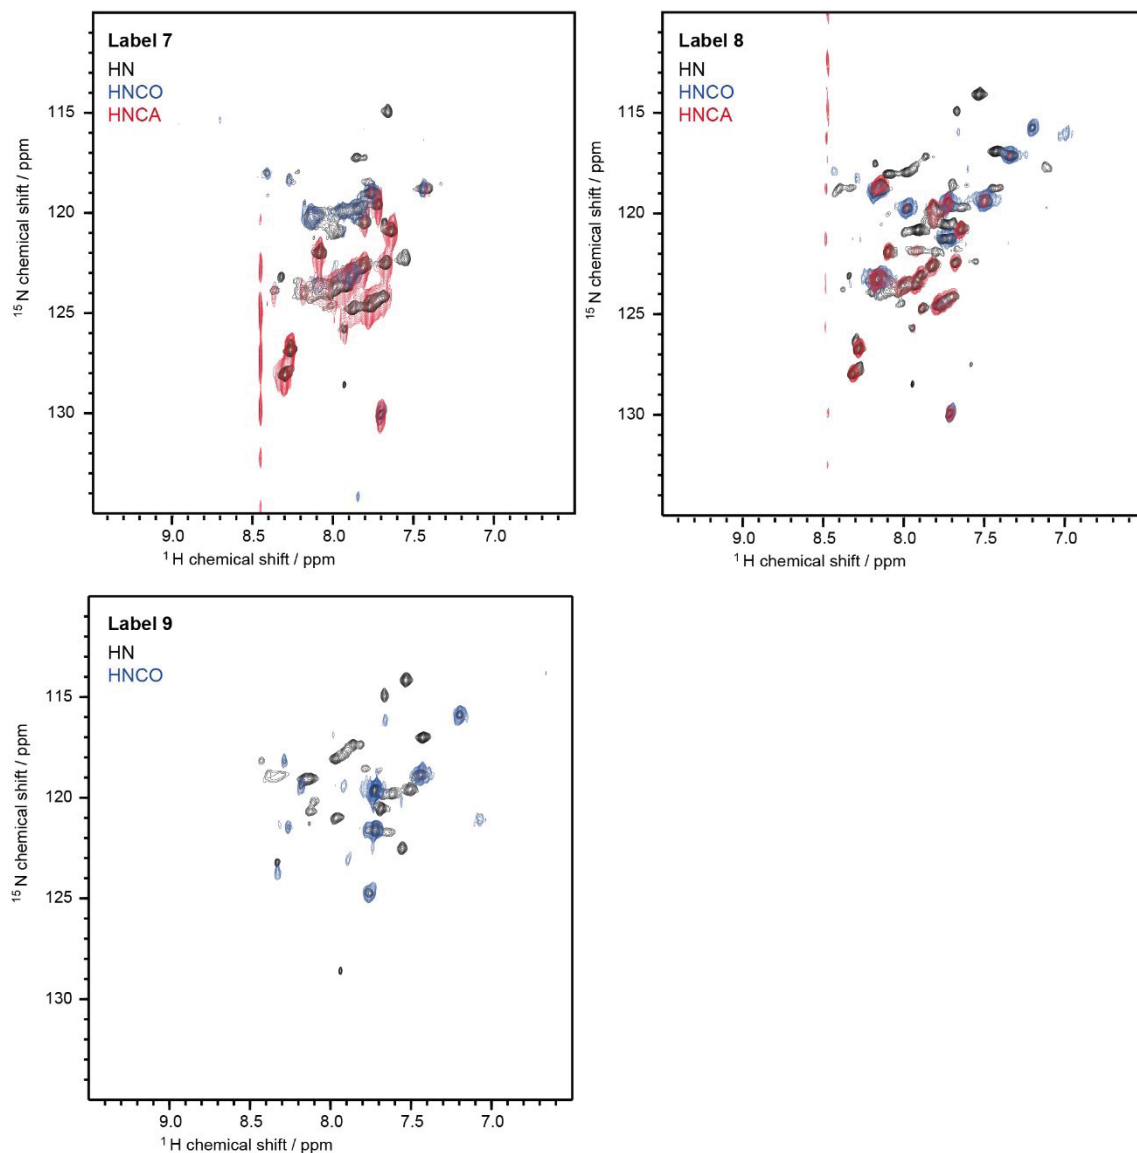 Label 7
HN
HNCO
HNCA
115
120
125
130
9.0 8.5 8.0 7.5 7.0
¹H chemical shift / ppm
¹⁵N chemical shift / ppm
Label 8
HN
HNCO
HNCA
115
120
125
130
9.0 8.5 8.0 7.5 7.0
¹H chemical shift / ppm
¹⁵N chemical shift / ppm
Label 9
HN
HNCO
115
120
125
130
9.0 8.5 8.0 7.5 7.0
¹H chemical shift / ppm
¹⁵N chemical shift / ppm